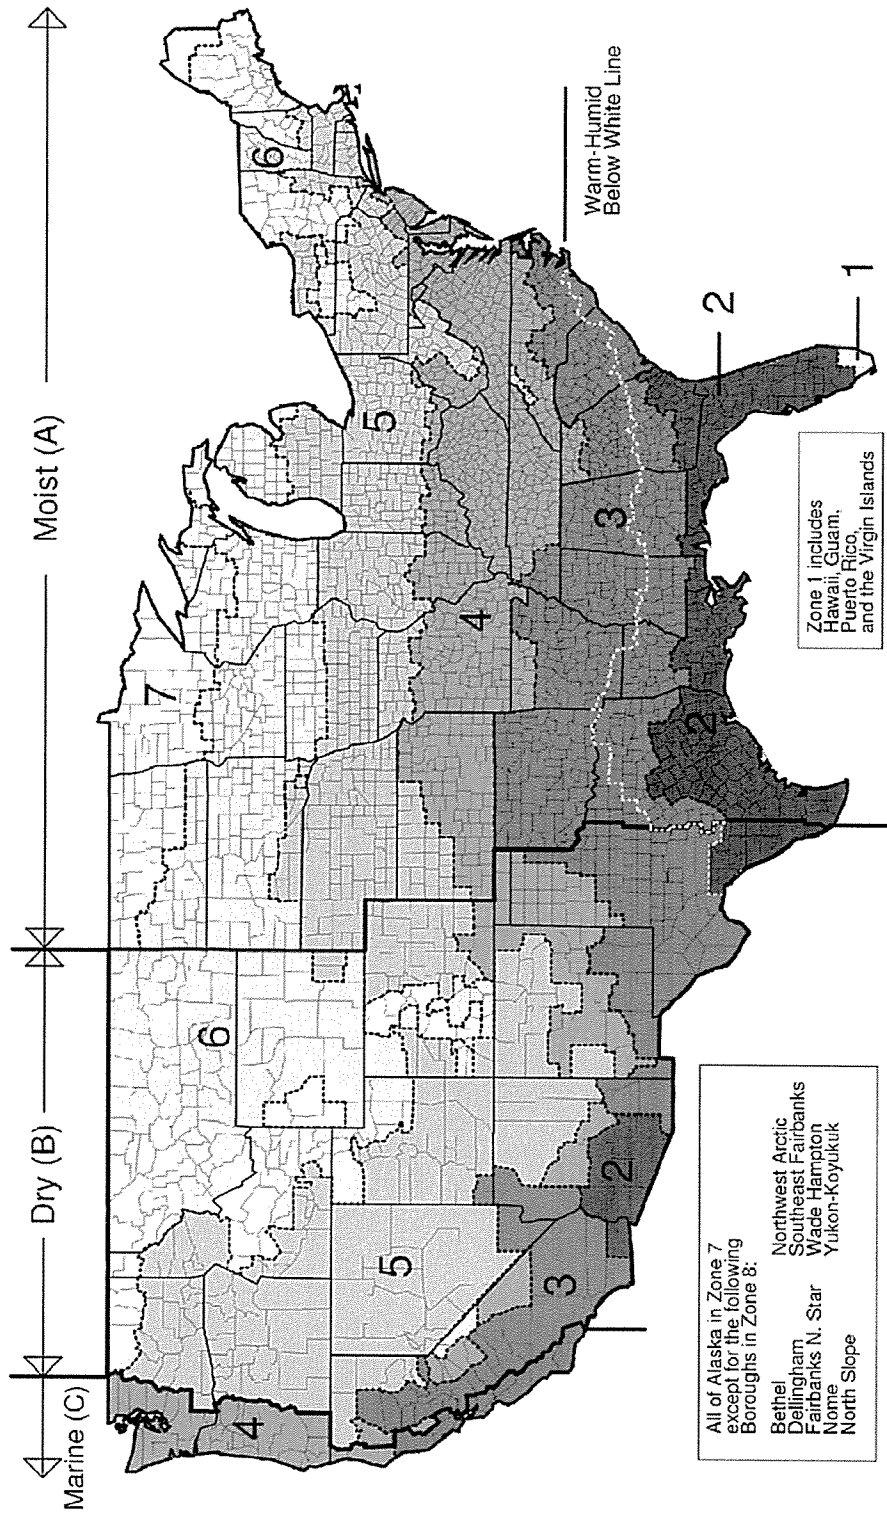 Marine (C)
Dry (B)
Moist (A)
7
6
6
5
5
4
4
3
3
2
2
2
1
Warm-Humid
Below White Line
All of Alaska in Zone 7
except for the following
Boroughs in Zone 8:
Bethel Northwest Arctic
Dellingham Southeast Fairbanks
Fairbanks N. Star Wade Hampton
Nome Yukon-Koyukuk
North Slope
Zone 1 includes
Hawaii, Guam,
Puerto Rico,
and the Virgin Islands